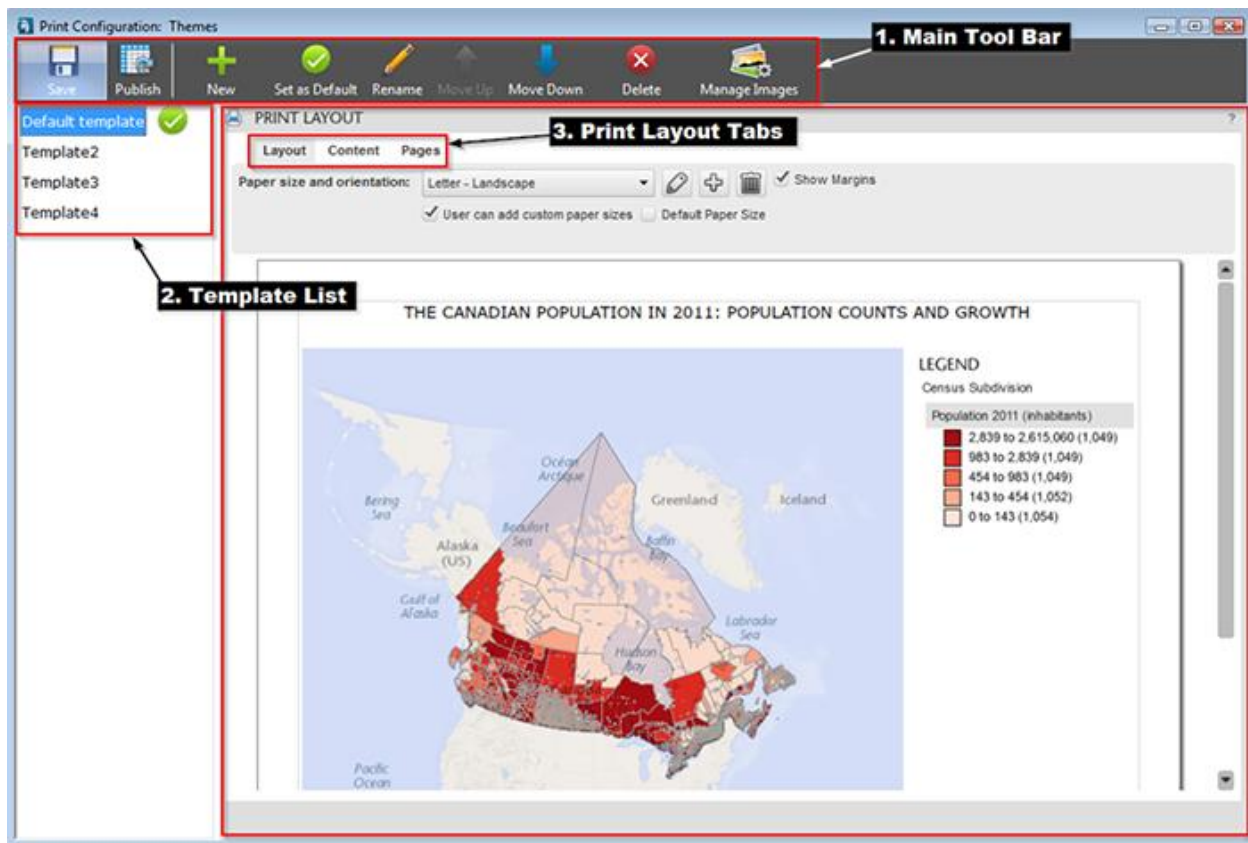 Print Configuration: Themes
1. Main Tool Bar
Save Publish New Set as Default Rename Move Up Move Down Delete Manage Images
Default template
Template2
Template3
Template4
2. Template List
PRINT LAYOUT ?
3. Print Layout Tabs
Layout Content Pages
Paper size and orientation: Letter - Landscape Show Margins
User can add custom paper sizes Default Paper Size
THE CANADIAN POPULATION IN 2011: POPULATION COUNTS AND GROWTH
LEGEND
Census Subdivision
Population 2011 (inhabitants)
2,839 to 2,615,060 (1,049)
983 to 2,839 (1,049)
454 to 983 (1,049)
143 to 454 (1,052)
0 to 143 (1,054)
Océan
Arctique
Bering
Sea
Greenland
Iceland
Beaufort
Sea
Baffin
Bay
Alaska
(US)
Gulf of
Alaska
Labrador
Sea
Hudson
Bay
Pacific
Ocean